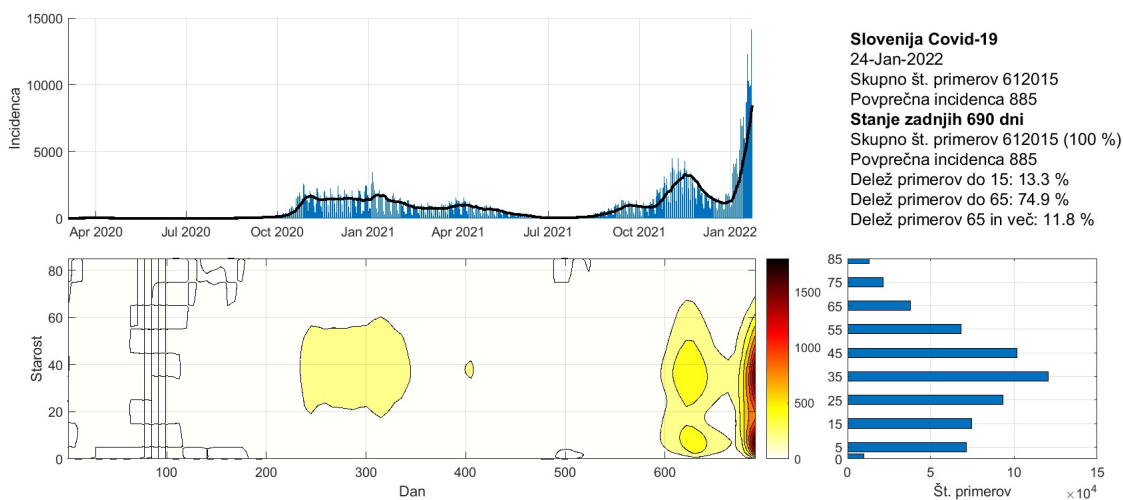 15000
10000
5000
0
Incidenca
Apr 2020 Jul 2020 Oct 2020 Jan 2021 Apr 2021 Jul 2021 Oct 2021 Jan 2022
Slovenija Covid-19
24-Jan-2022
Skupno št. primerov 612015
Povprečna incidenca 885
Stanje zadnjih 690 dni
Skupno št. primerov 612015 (100 %)
Povprečna incidenca 885
Delež primerov do 15: 13.3 %
Delež primerov do 65: 74.9 %
Delež primerov 65 in več: 11.8 %
80
60
40
20
0
Starost
100 200 300 400 500 600
Dan
1500
1000
500
0
85
75
65
55
45
35
25
15
5
0
0 5 10 15
Št. primerov
×10⁴